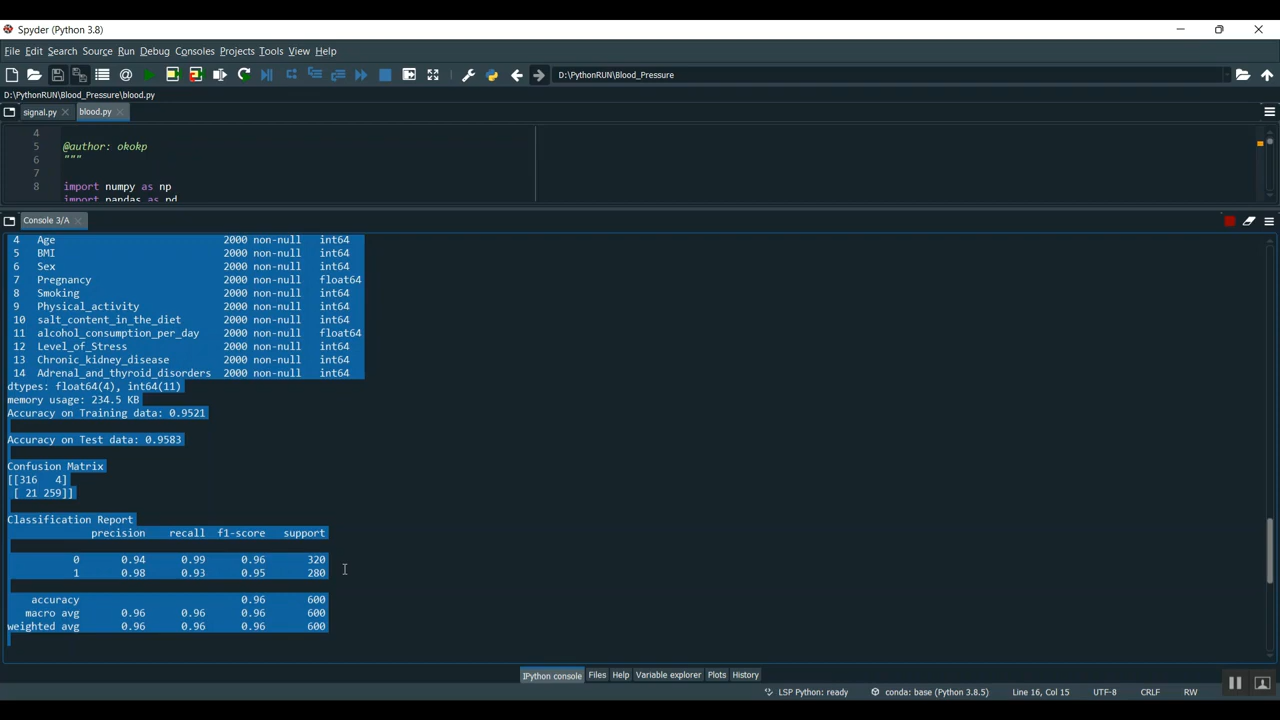 Spyder (Python 3.8)
File Edit Search Source Run Debug Consoles Projects Tools View Help
D:\PythonRUN\Blood_Pressure
D:\PythonRUN\Blood_Pressure\blood.py
signal.py blood.py
4
5 @author: okokp
6 """
7
8 import numpy as np
import pandas as pd
Console 3/A
4 Age 2000 non-null int64
5 BMI 2000 non-null int64
6 Sex 2000 non-null int64
7 Pregnancy 2000 non-null float64
8 Smoking 2000 non-null int64
9 Physical_activity 2000 non-null int64
10 salt_content_in_the_diet 2000 non-null int64
11 alcohol_consumption_per_day 2000 non-null float64
12 Level_of_Stress 2000 non-null int64
13 Chronic_kidney_disease 2000 non-null int64
14 Adrenal_and_thyroid_disorders 2000 non-null int64
dtypes: float64(4), int64(11)
memory usage: 234.5 KB
Accuracy on Training data: 0.9521
Accuracy on Test data: 0.9583
Confusion Matrix
[[316 4]
[ 21 259]]
Classification Report
precision recall f1-score support
0 0.94 0.99 0.96 320
1 0.98 0.93 0.95 280
accuracy 0.96 600
macro avg 0.96 0.96 0.96 600
weighted avg 0.96 0.96 0.96 600
IPython console Files Help Variable explorer Plots History
LSP Python: ready conda: base (Python 3.8.5) Line 16, Col 15 UTF-8 CRLF RW